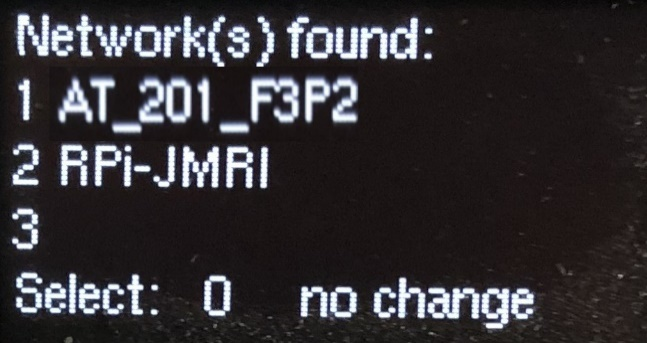 Network(s) found:
1 AT_201_F3P2
2 RPi-JMRI
3
Select: 0 no change